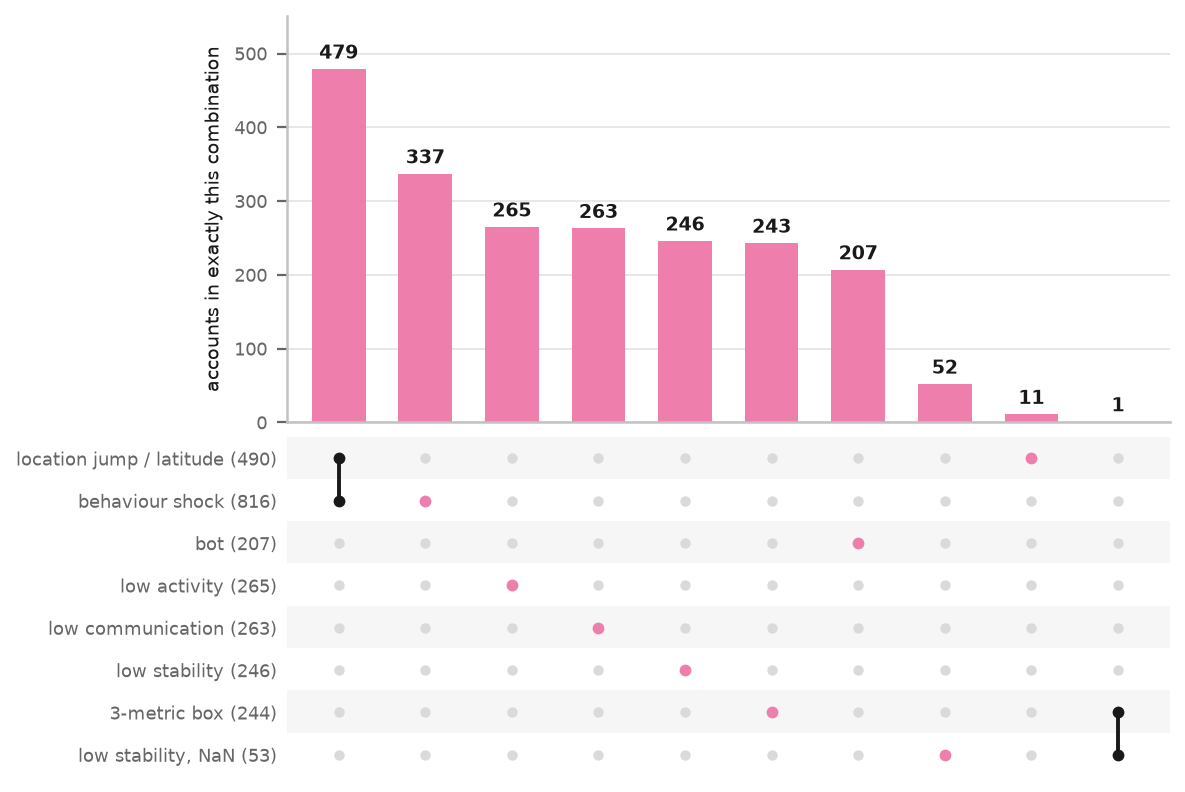 accounts in exactly this combination
500
400
300
200
100
0
479
337
265
263
246
243
207
52
11
1
location jump / latitude (490)
behaviour shock (816)
bot (207)
low activity (265)
low communication (263)
low stability (246)
3-metric box (244)
low stability, NaN (53)